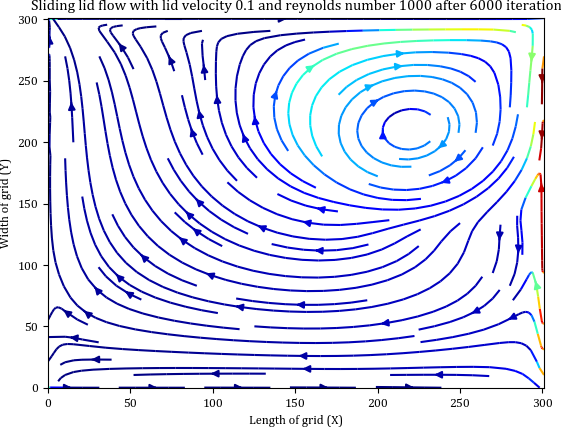 Sliding lid flow with lid velocity 0.1 and reynolds number 1000 after 6000 iteration
Width of grid (Y)
300
250
200
150
100
50
0
0 50 100 150 200 250 300
Length of grid (X)